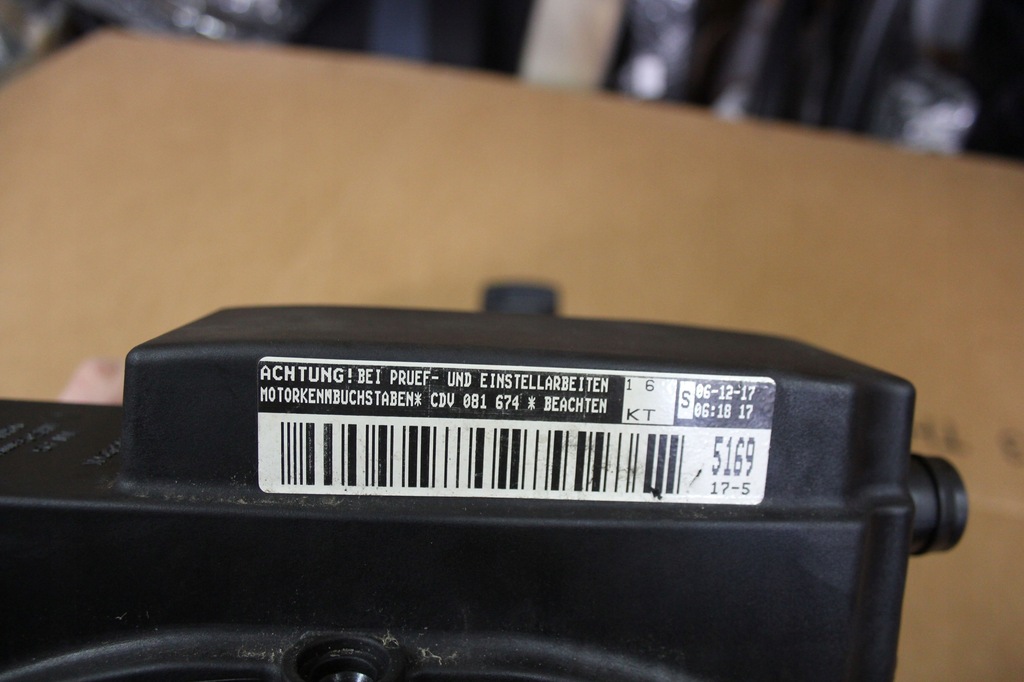 ACHTUNG! BEI PRUEF- UND EINSTELLARBEITEN
MOTORKENNBUCHSTABEN* CDV 081 674 * BEACHTEN
1 6
KT
S
06-12-17
06:18 17
5169
17-5